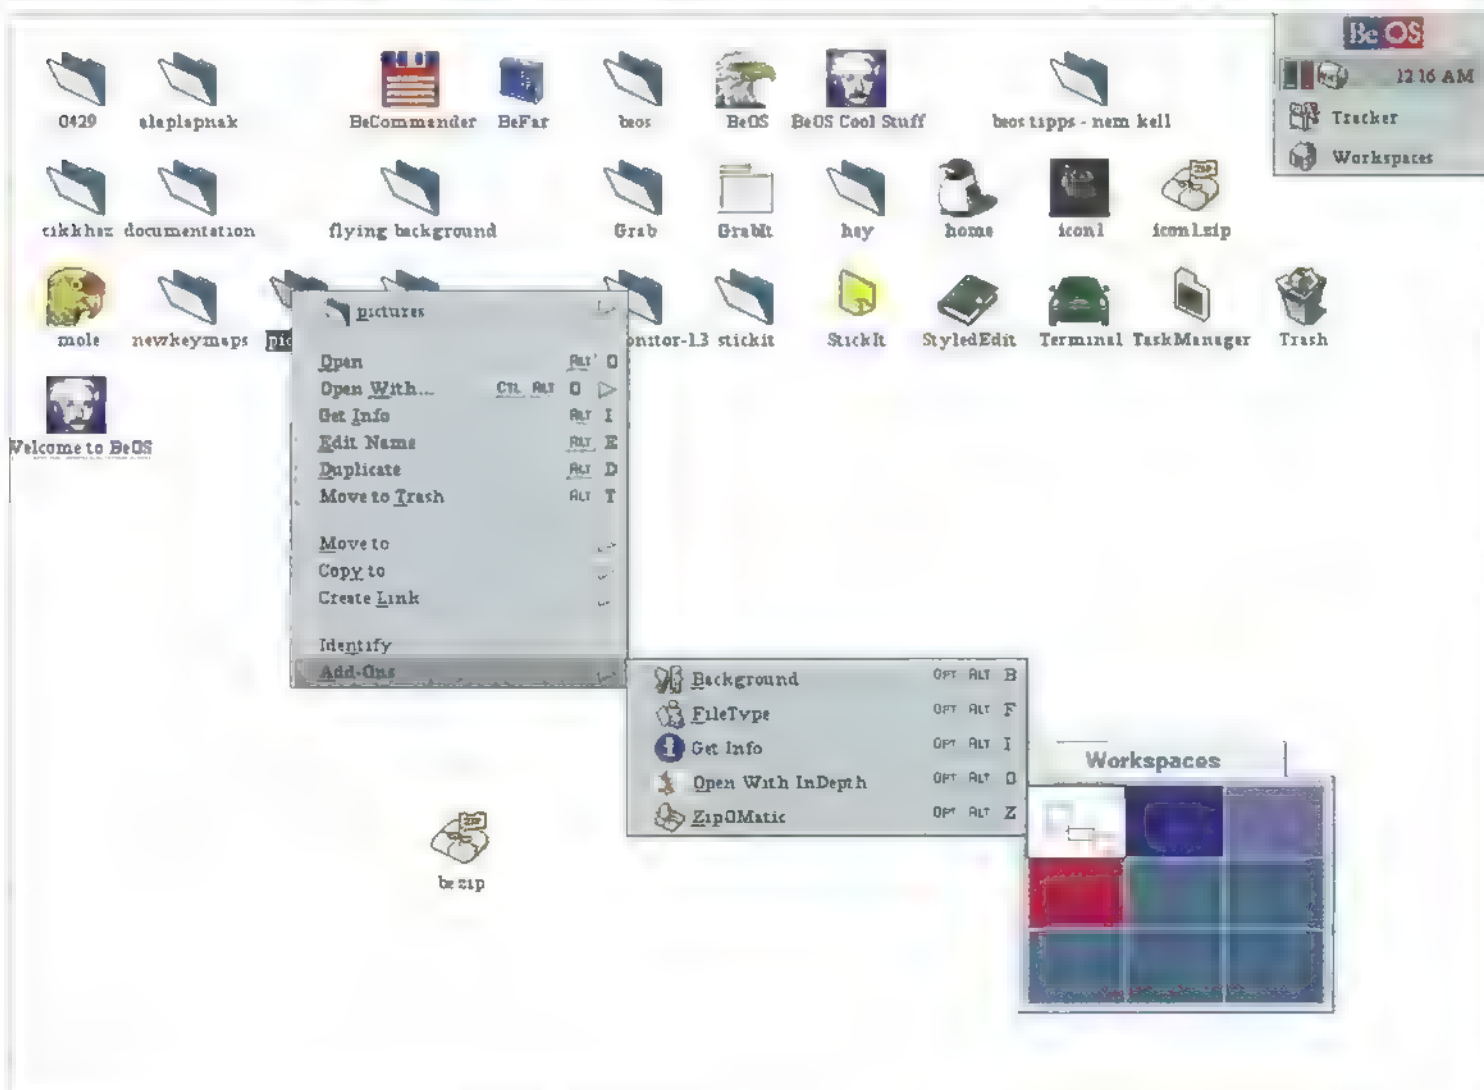 BeOS
12:16 AM
Tracker
Workspaces
0429 alaplapnak BeCommander BeFar beos BeOS BeOS Cool Stuff beos tipps - nem kell
cikkhez documentation flying background Grab GrabIt hey home icon1 icon1.zip
mole newkeymaps stickit StickIt StyledEdit Terminal TaskManager Trash
Welcome to BeOS
pictures
Open ALT O
Open With... CTL ALT O
Get Info ALT I
Edit Name ALT E
Duplicate ALT D
Move to Trash ALT T
Move to
Copy to
Create Link
Identify
Add-Ons
Background OPT ALT B
FileType OPT ALT F
Get Info OPT ALT I
Open With InDepth OPT ALT O
ZipOMatic OPT ALT Z
Workspaces
be zip